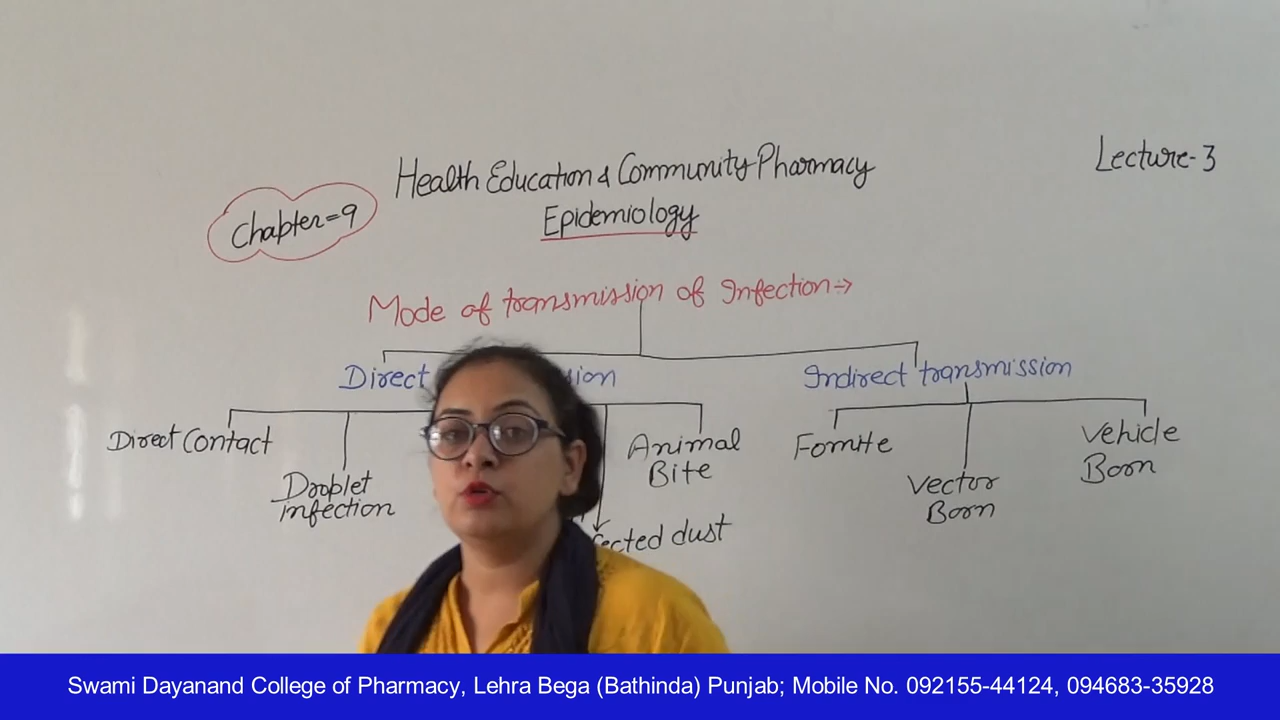 Health Education & Community Pharmacy
Lecture-3
Chapter=9
Epidemiology
Mode of transmission of Infection÷>
Direct
Indirect transmission
Direct Contact
Droplet
infection
Animal
Bite
dust
Fomite
Vector
Born
Vehicle
Born
Swami Dayanand College of Pharmacy, Lehra Bega (Bathinda) Punjab; Mobile No. 092155-44124, 094683-35928